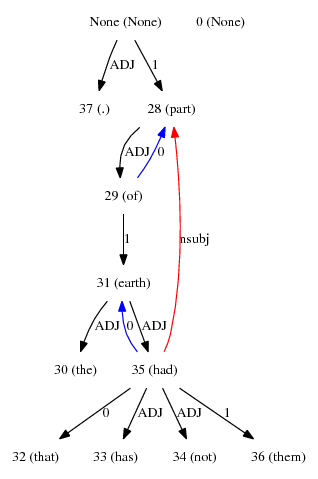 None (None) 0 (None)
ADJ 1
37 (.) 28 (part)
ADJ 0
29 (of)
1 nsubj
31 (earth)
ADJ 0 ADJ
30 (the) 35 (had)
0 ADJ ADJ 1
32 (that) 33 (has) 34 (not) 36 (them)